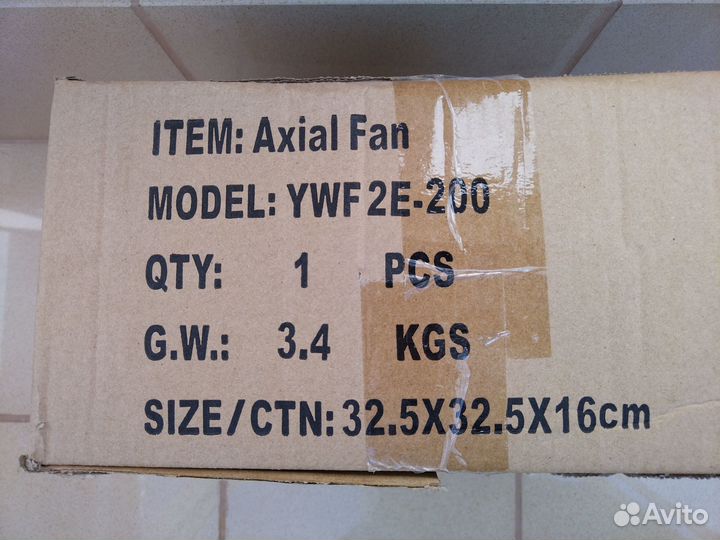 ITEM: Axial Fan
MODEL: YWF 2E-200
QTY: 1 PCS
G.W.: 3.4 KGS
SIZE/CTN: 32.5X32.5X16cm
Avito